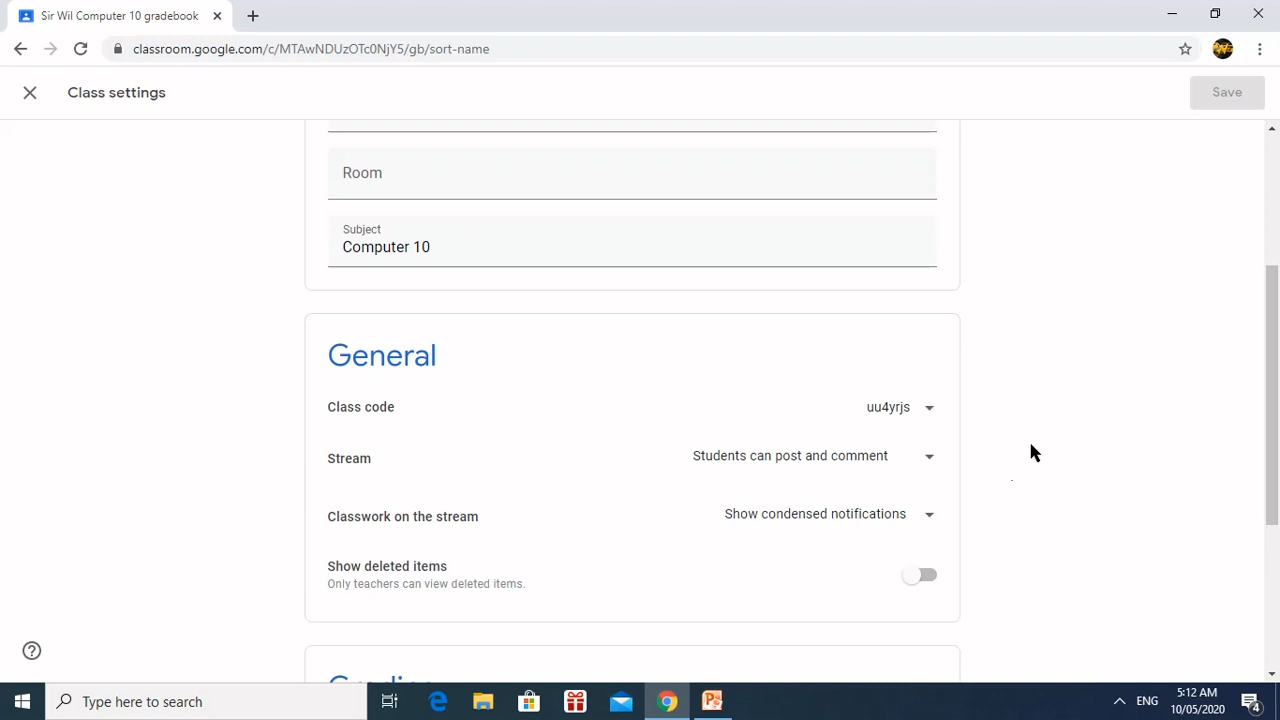 Sir Wil Computer 10 gradebook
classroom.google.com/c/MTAwNDUzOTc0NjY5/gb/sort-name
Class settings
Save
Room
Subject
Computer 10
General
Class code
uu4yrjs
Stream
Students can post and comment
Classwork on the stream
Show condensed notifications
Show deleted items
Only teachers can view deleted items.
Grading
Type here to search
ENG
5:12 AM
10/05/2020
4